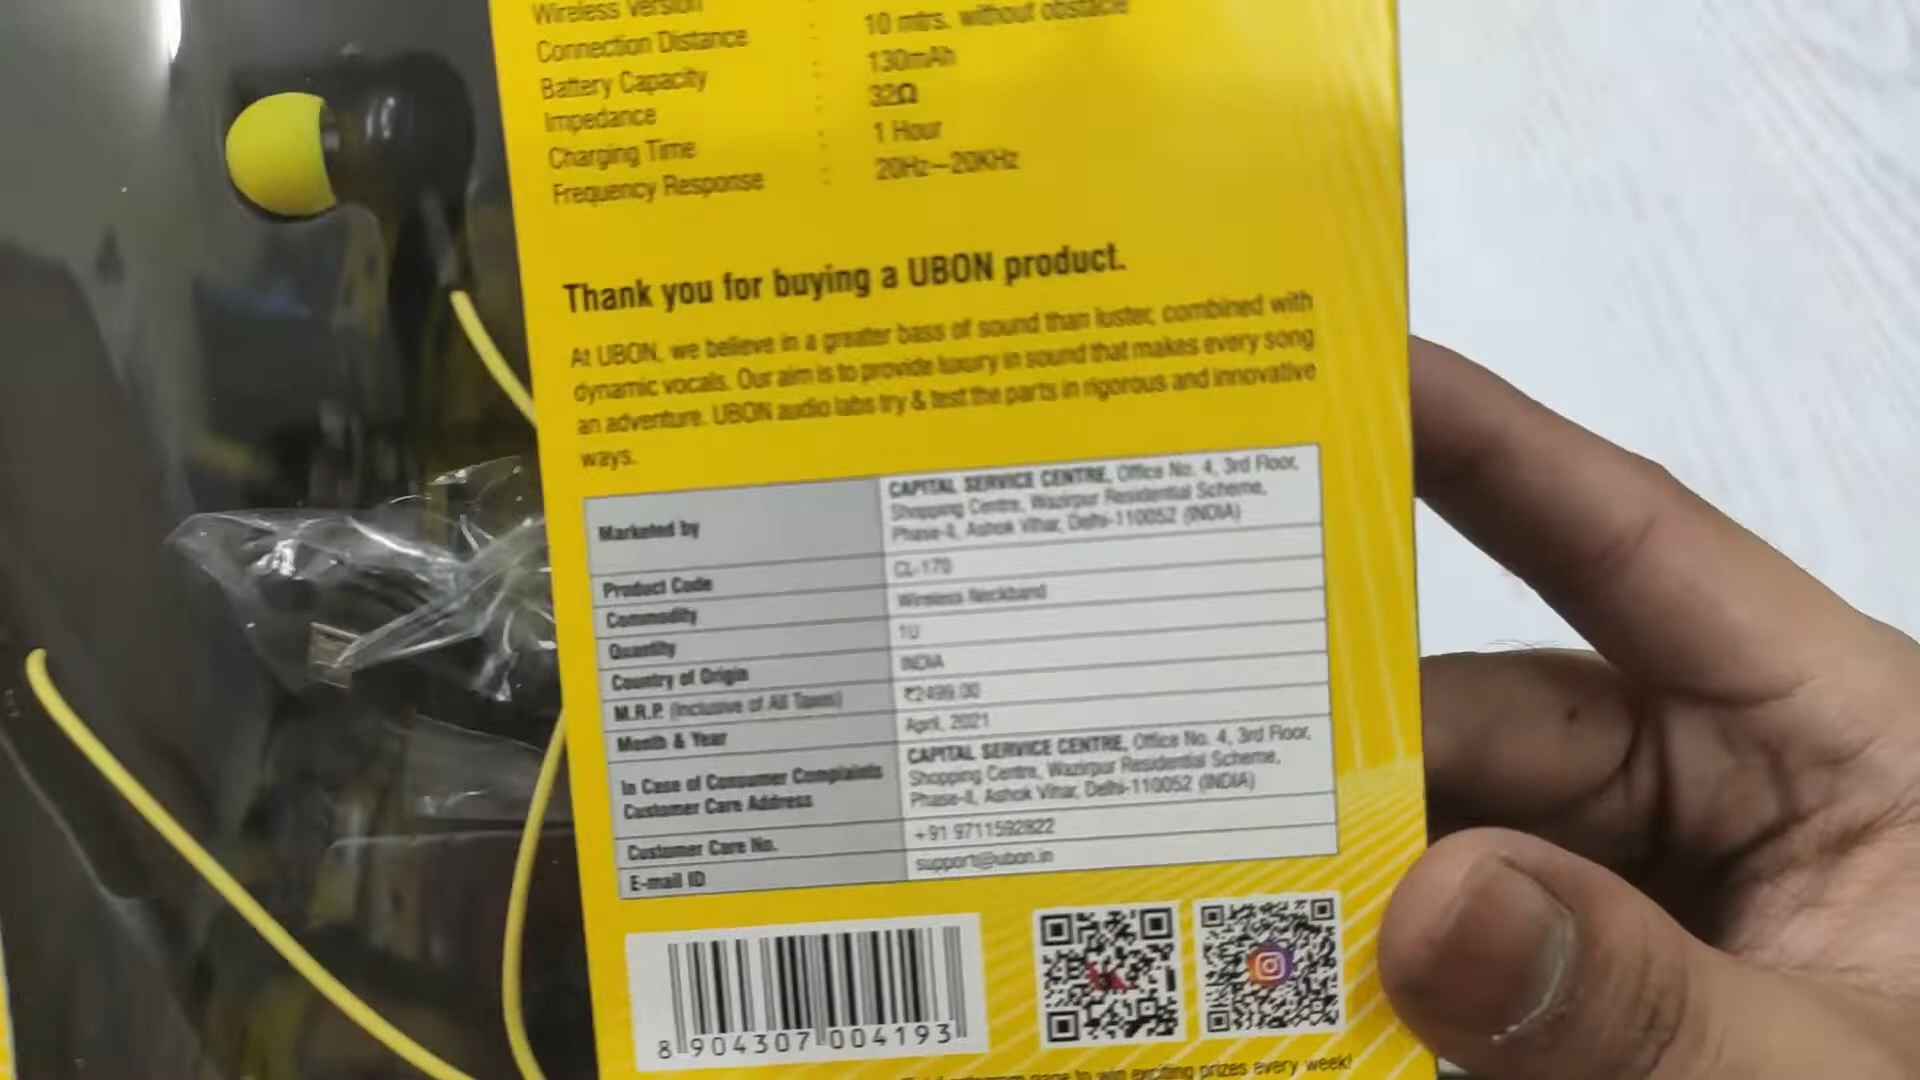 Wireless Version
Connection Distance : 10 mtrs. without obstacle
Battery Capacity : 130mAh
Impedance : 32Ω
Charging Time : 1 Hour
Frequency Response : 20Hz~20KHz
Thank you for buying a UBON product.
At UBON, we believe in a greater bass of sound than luster, combined with
dynamic vocals. Our aim is to provide luxury in sound that makes every song
an adventure. UBON audio labs try & test the parts in rigorous and innovative
ways.
Marketed by
CAPITAL SERVICE CENTRE, Office No. 4, 3rd Floor,
Shopping Centre, Wazirpur Residential Scheme,
Phase-II, Ashok Vihar, Delhi-110052 (INDIA)
Product Code CL-170
Commodity Wireless Neckband
Quantity 1U
Country of Origin INDIA
M.R.P. (Inclusive of All Taxes) ₹2499.00
Month & Year April, 2021
In Case of Consumer Complaints
Customer Care Address
CAPITAL SERVICE CENTRE, Office No. 4, 3rd Floor,
Shopping Centre, Wazirpur Residential Scheme,
Phase-II, Ashok Vihar, Delhi-110052 (INDIA)
Customer Care No. +91 9711592822
E-mail ID support@ubon.in
8 904307 004193
page to win exciting prizes every week!